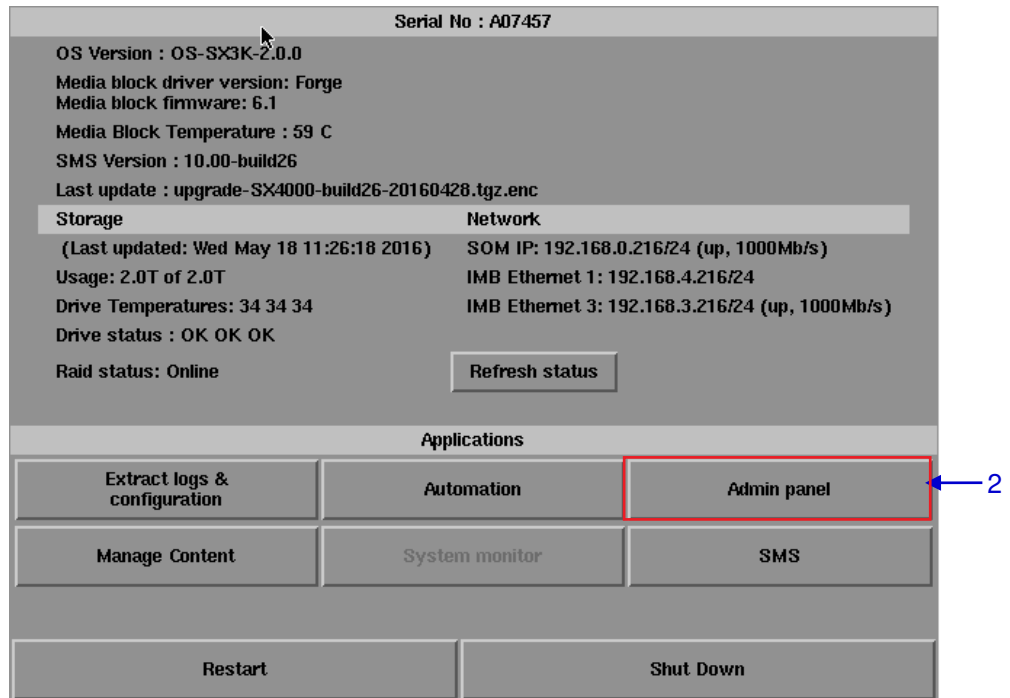 Serial No : A07457
OS Version : OS-SX3K-2.0.0
Media block driver version: Forge
Media block firmware: 6.1
Media Block Temperature : 59 C
SMS Version : 10.00-build26
Last update : upgrade-SX4000-build26-20160428.tgz.enc
Storage
Network
(Last updated: Wed May 18 11:26:18 2016)
SOM IP: 192.168.0.216/24 (up, 1000Mb/s)
Usage: 2.0T of 2.0T
IMB Ethernet 1: 192.168.4.216/24
Drive Temperatures: 34 34 34
IMB Ethernet 3: 192.168.3.216/24 (up, 1000Mb/s)
Drive status : OK OK OK
Raid status: Online
Refresh status
Applications
Extract logs &
configuration
Automation
Admin panel
2
Manage Content
System monitor
SMS
Restart
Shut Down